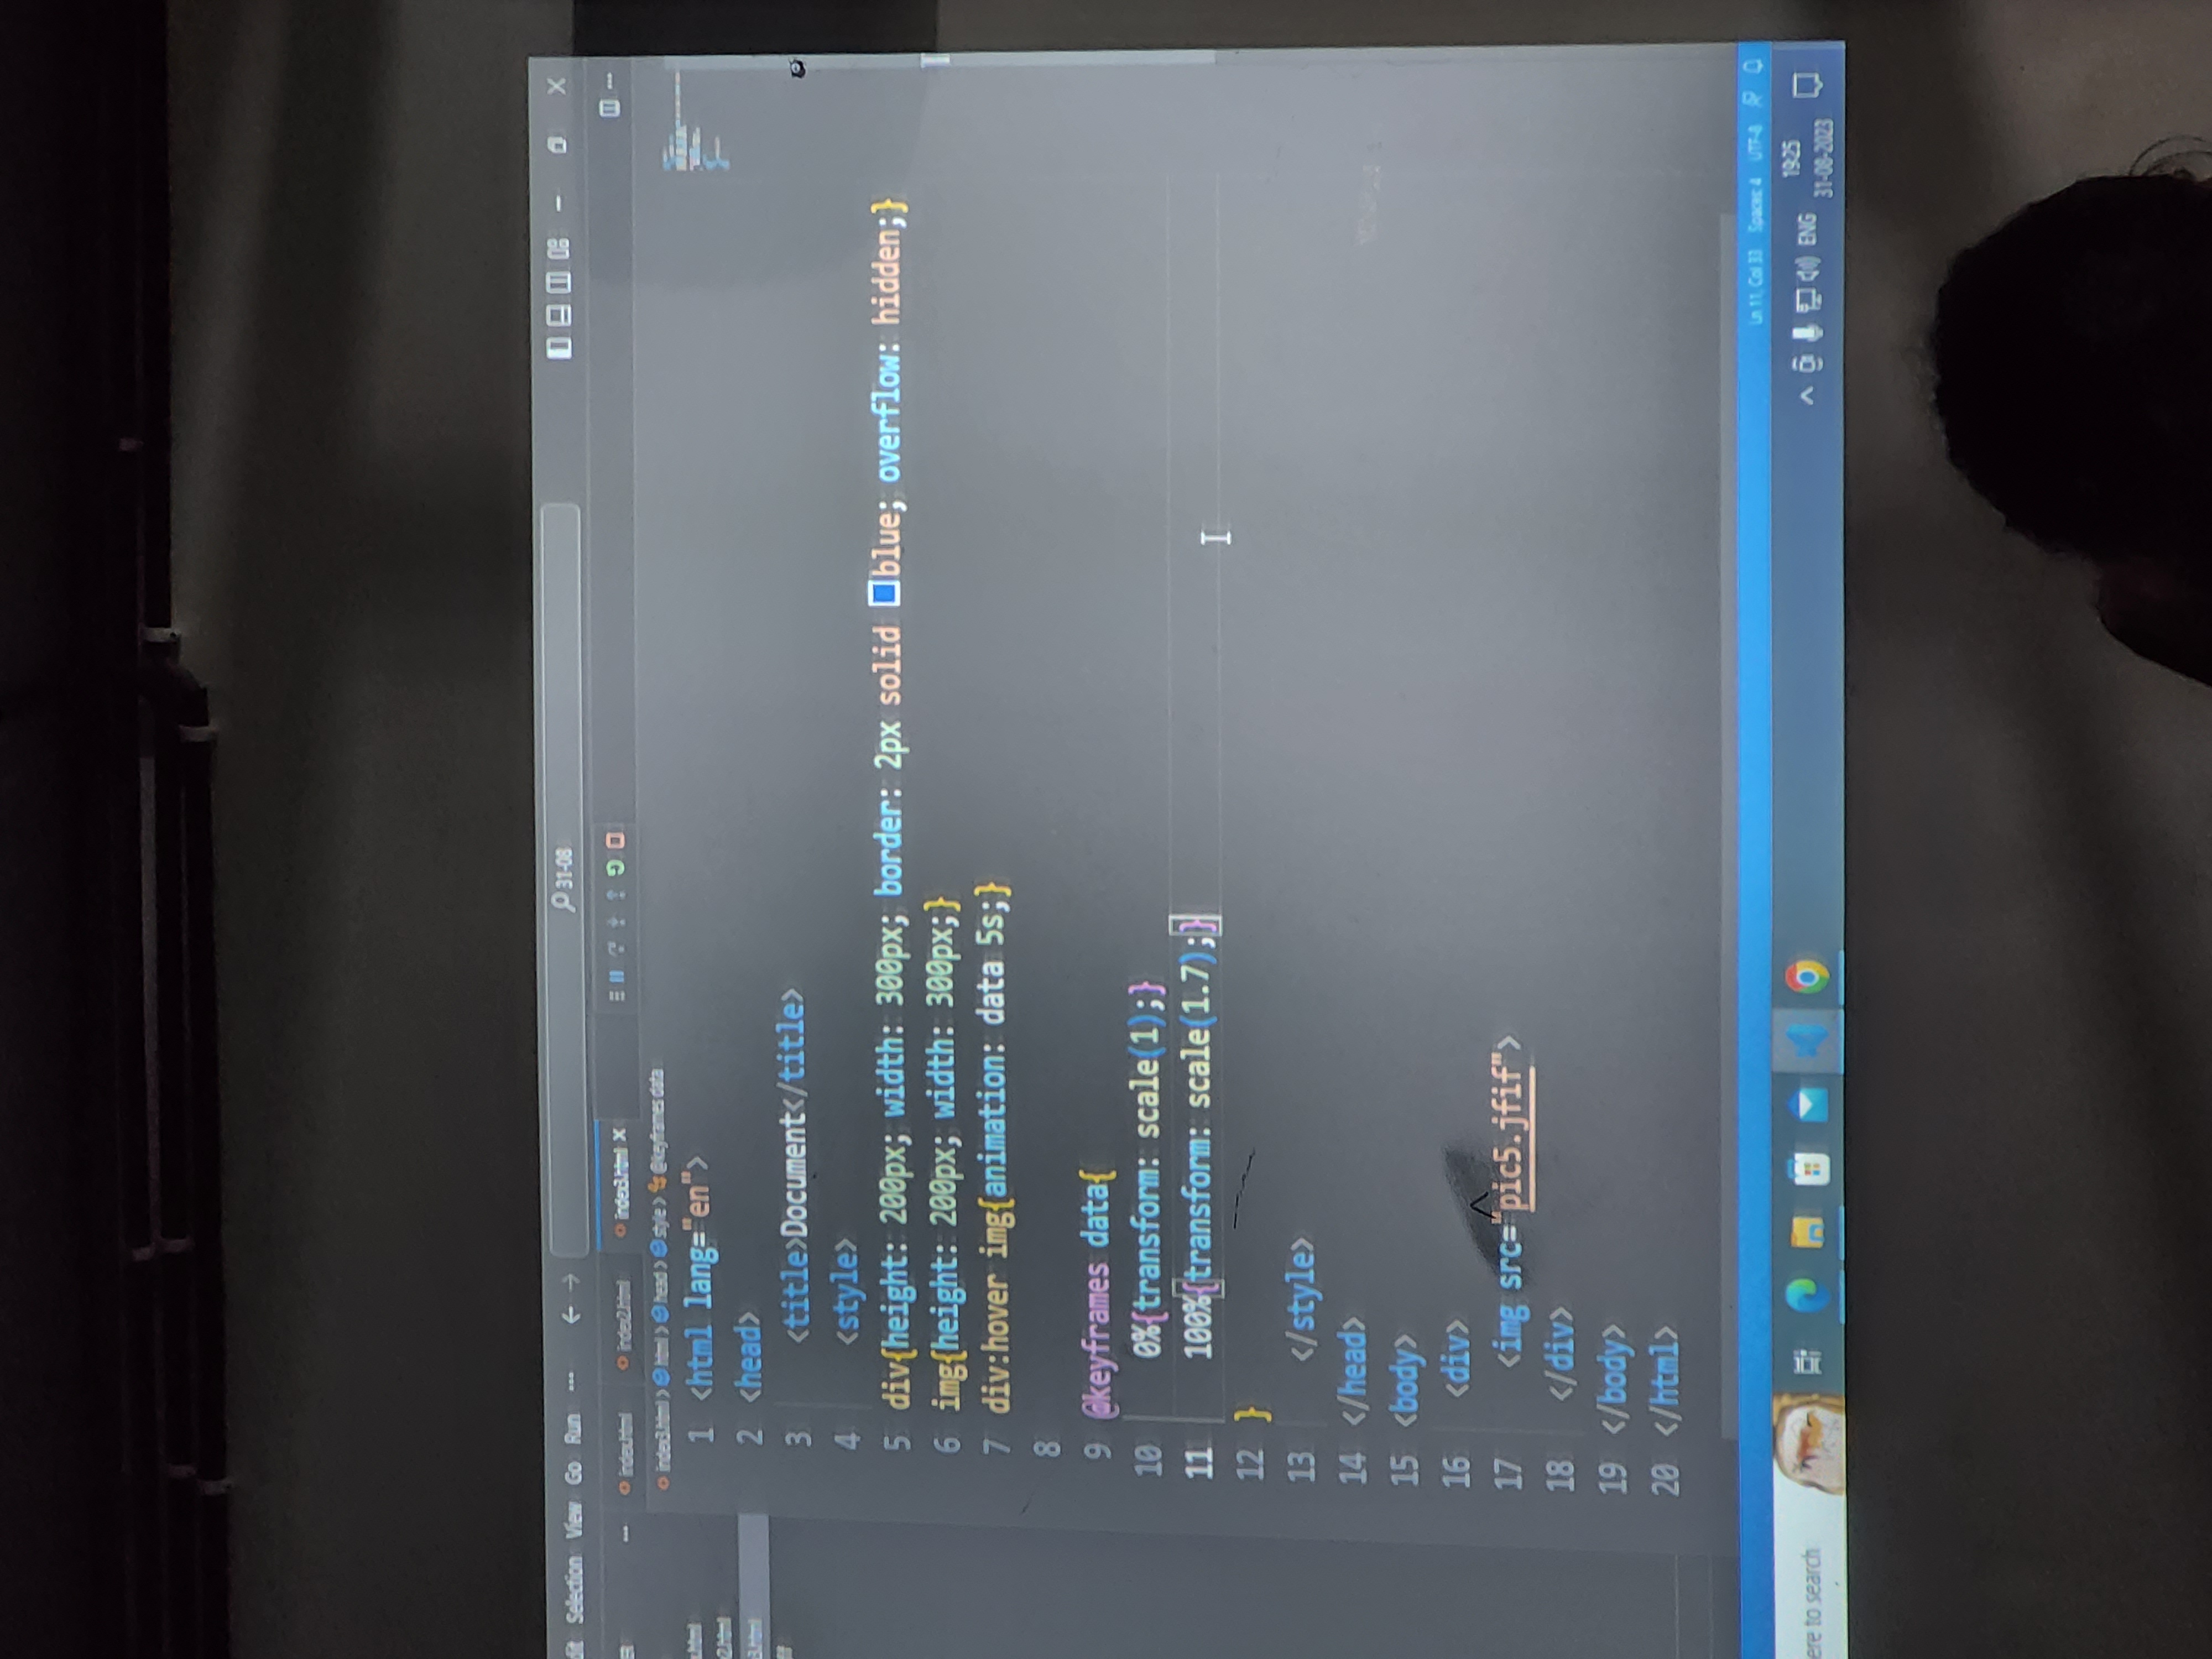 Selection View Go Run ··· 31-08
index.html index2.html index3.html
index3.html > html > head > style > @keyframes data
1 <html lang="en">
2 <head>
3 <title>Document</title>
4 <style>
5 div{height: 200px; width: 300px; border: 2px solid blue; overflow: hidden;}
6 img{height: 200px; width: 300px;}
7 div:hover img{animation: data 5s;}
8
9 @keyframes data{
10 0%{transform: scale(1);}
11 100%{transform: scale(1.7);}
12 }
13 </style>
14 </head>
15 <body>
16 <div>
17 <img src="pic5.jfif">
18 </div>
19 </body>
20 </html>
Ln 11, Col 33 Spaces: 4 UTF-8
ere to search
ENG 19:25
31-08-2023